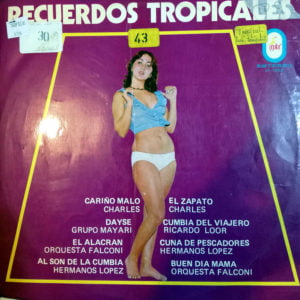 RECUERDOS TROPICALES
30
43
CARIÑO MALO
CHARLES
EL ZAPATO
CHARLES
DAYSE
GRUPO MAYARI
CUMBIA DEL VIAJERO
RICARDO LOOR
EL ALACRAN
ORQUESTA FALCONI
CUNA DE PESCADORES
HERMANOS LOPEZ
AL SON DE LA CUMBIA
HERMANOS LOPEZ
BUEN DIA MAMA
ORQUESTA FALCONI